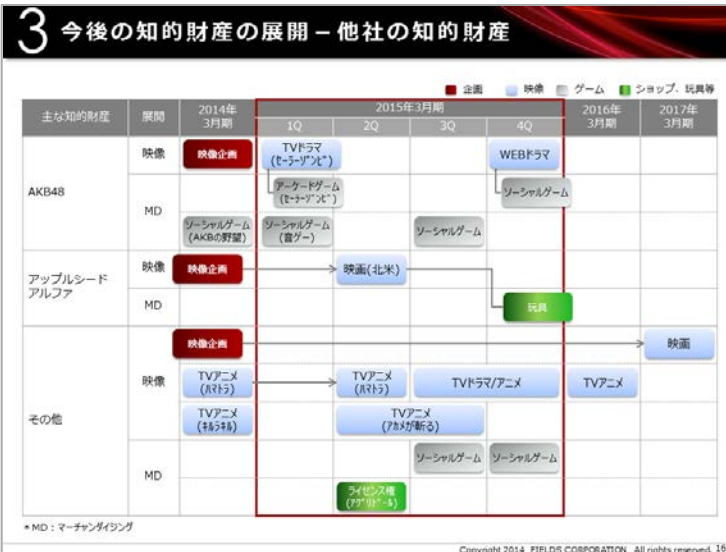 3 今後の知的財産の展開 – 他社の知的財産
企画 映像 ゲーム ショップ、玩具等
主な知的財産 展開 2014年 3月期 2015年3月期 2016年 3月期 2017年 3月期
1Q 2Q 3Q 4Q
AKB48
映像
映像企画
TVドラマ
(セーラーゾンビ)
WEBドラマ
MD
アーケードゲーム
(セーラーゾンビ)
ソーシャルゲーム
ソーシャルゲーム
(AKBの野望)
ソーシャルゲーム
(音ゲー)
ソーシャルゲーム
アップルシード
アルファ
映像
映像企画
映画(北米)
MD
玩具
その他
映像
映像企画
映画
TVアニメ
(ハマトラ)
TVアニメ
(ハマトラ)
TVドラマ/アニメ
TVアニメ
TVアニメ
(キルラキル)
TVアニメ
(アカメが斬る)
MD
ソーシャルゲーム
ソーシャルゲーム
ライセンス権
(アグリドール)
*MD：マーチャンダイジング
Copyright 2014 FIELDS CORPORATION All rights reserved. 16